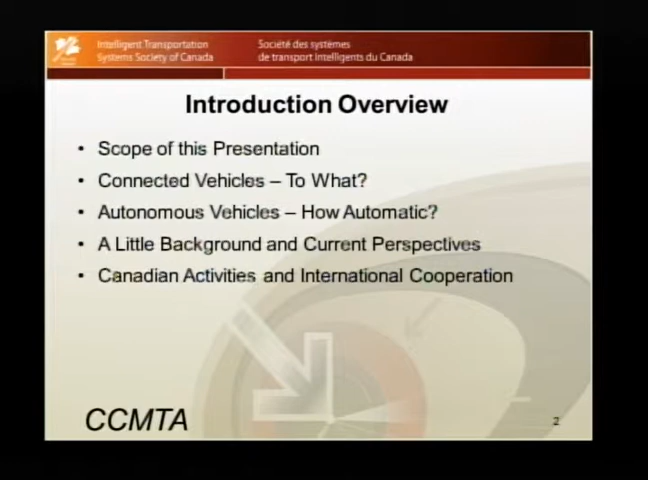 Intelligent Transportation
Systems Society of Canada
Société des systèmes
de transport Intelligents du Canada
Introduction Overview
• Scope of this Presentation
• Connected Vehicles – To What?
• Autonomous Vehicles – How Automatic?
• A Little Background and Current Perspectives
• Canadian Activities and International Cooperation
CCMTA
2